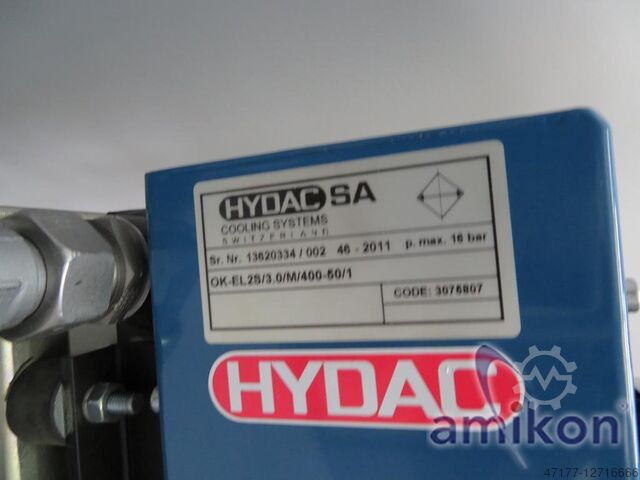 HYDAC SA
COOLING SYSTEMS
SWITZERLAND
Sr. Nr. 13620334 / 002 46 - 2011 p. max. 16 bar
OK-EL2S/3.0/M/400-50/1
CODE: 3075807
HYDAC
amikon
47177-12716666